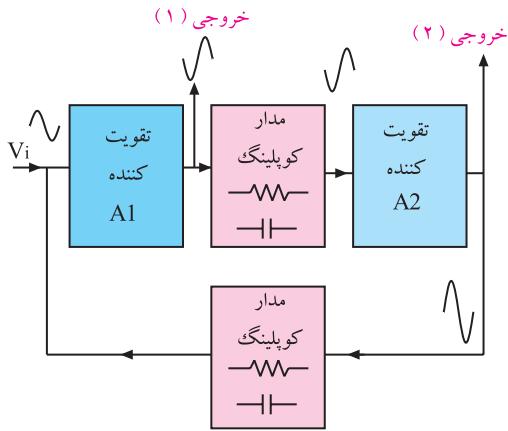 خروجی (۱)
خروجی (۲)
Vi
تقویت
کننده
A1
مدار
کوپلینگ
تقویت
کننده
A2
مدار
کوپلینگ